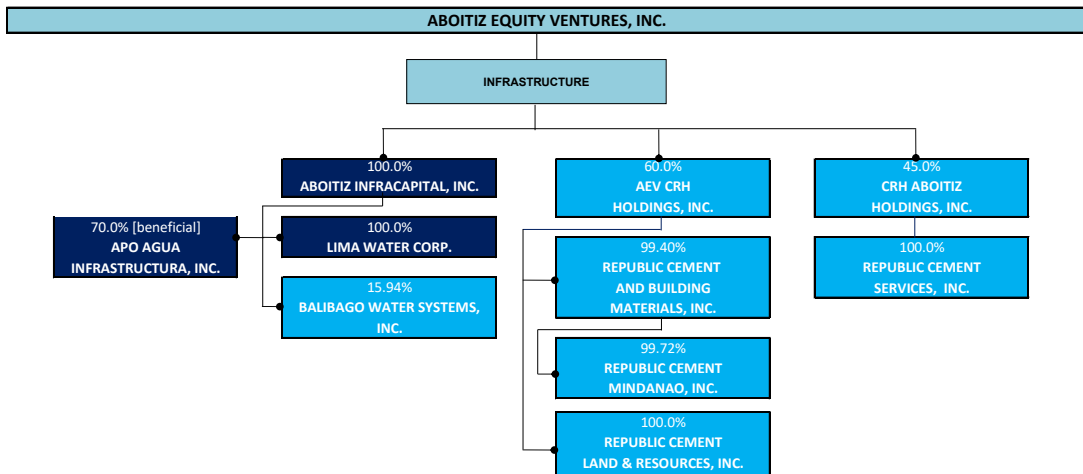 ABOITIZ EQUITY VENTURES, INC.
INFRASTRUCTURE
100.0%
ABOITIZ INFRACAPITAL, INC.
70.0% [beneficial]
APO AGUA
INFRASTRUCTURA, INC.
100.0%
LIMA WATER CORP.
15.94%
BALIBAGO WATER SYSTEMS,
INC.
60.0%
AEV CRH
HOLDINGS, INC.
99.40%
REPUBLIC CEMENT
AND BUILDING
MATERIALS, INC.
99.72%
REPUBLIC CEMENT
MINDANAO, INC.
100.0%
REPUBLIC CEMENT
LAND & RESOURCES, INC.
45.0%
CRH ABOITIZ
HOLDINGS, INC.
100.0%
REPUBLIC CEMENT
SERVICES, INC.